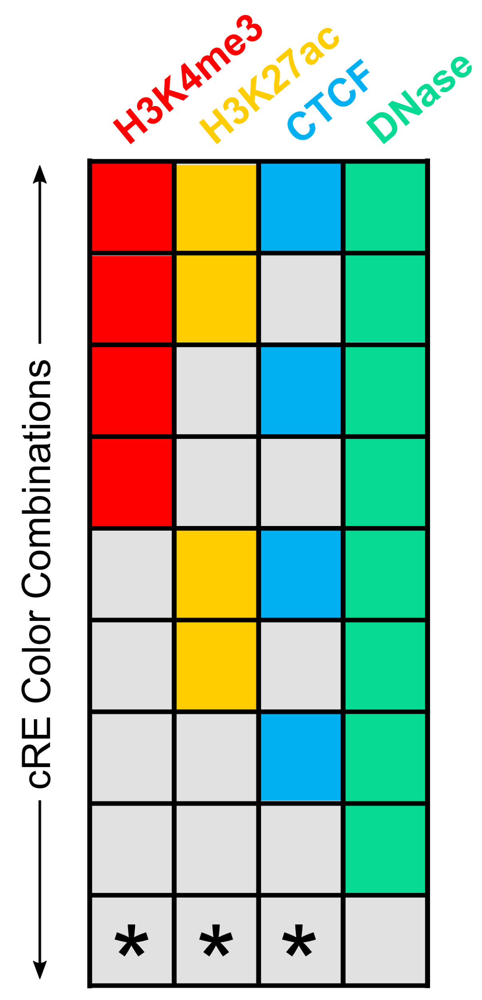 H3K4me3
H3K27ac
CTCF
DNase
cRE Color Combinations
* * *